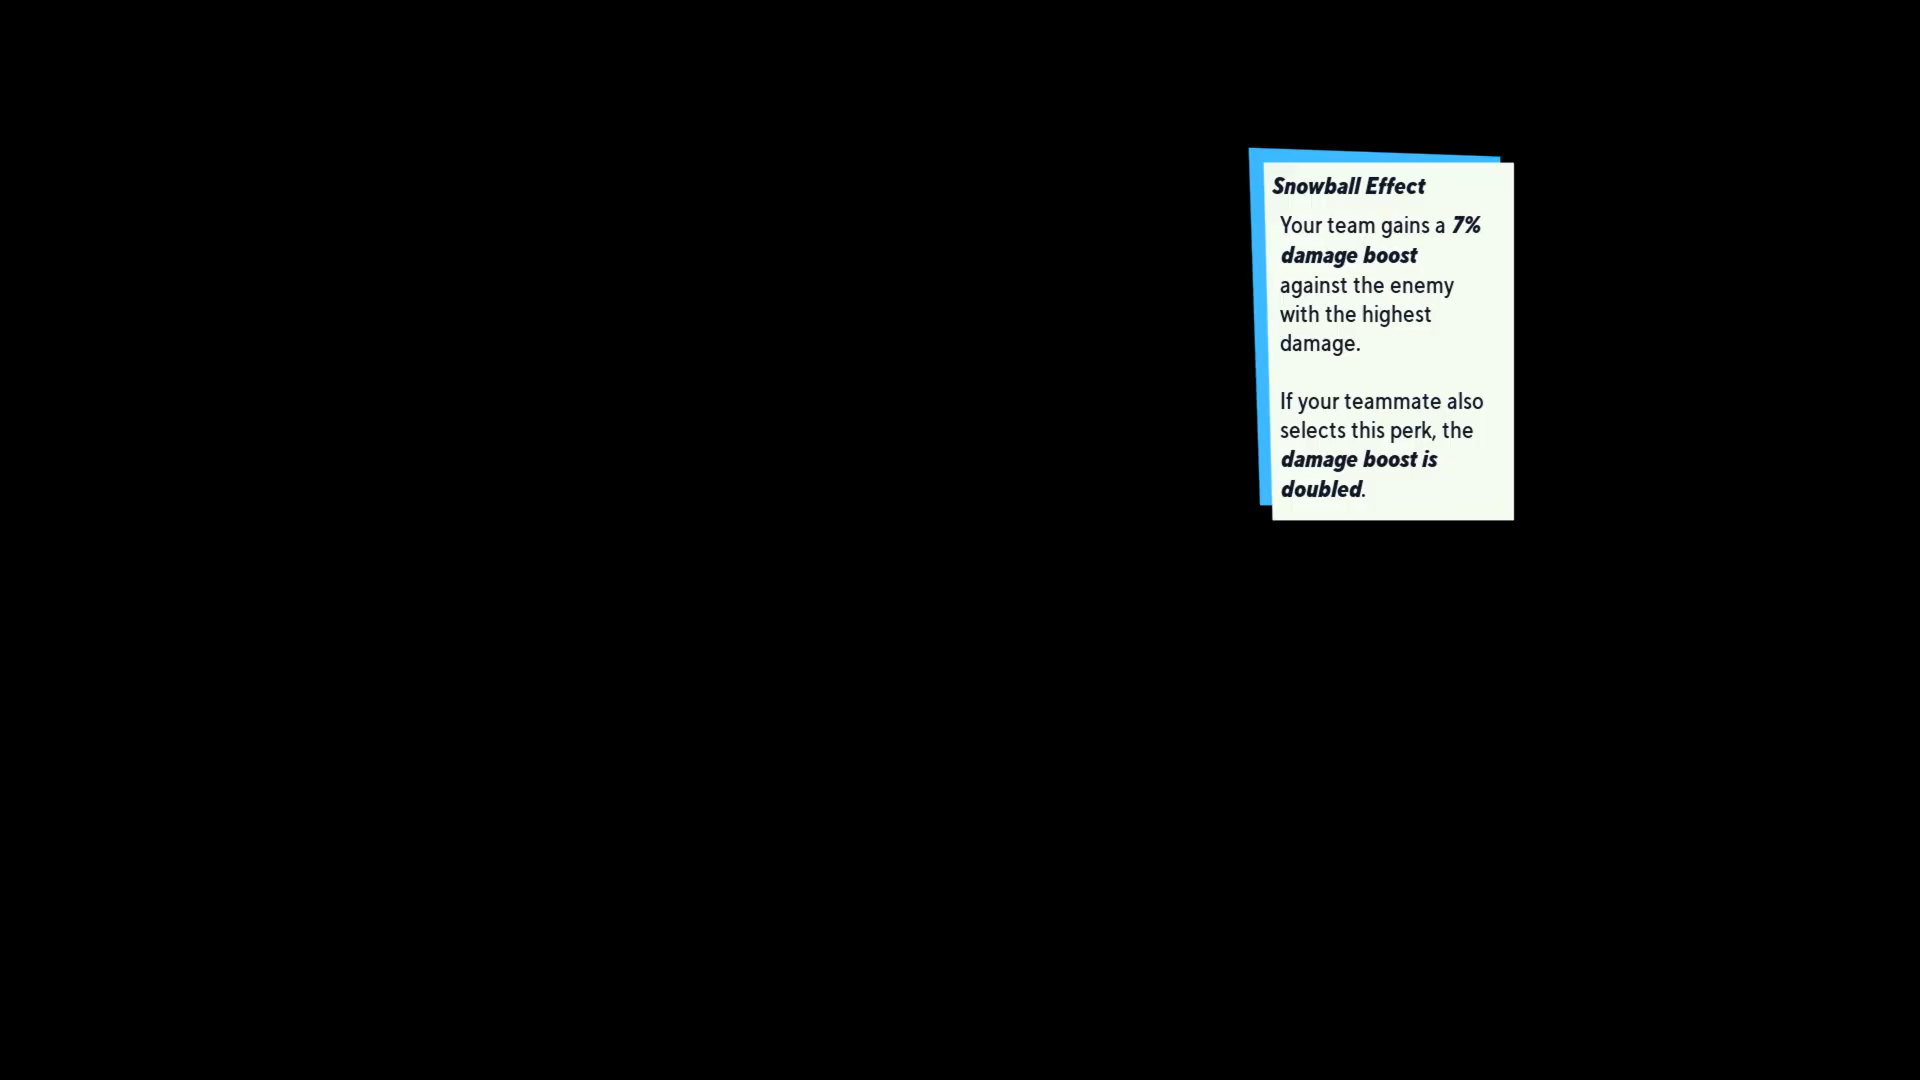 Snowball Effect
Your team gains a 7%
damage boost
against the enemy
with the highest
damage.
If your teammate also
selects this perk, the
damage boost is
doubled.